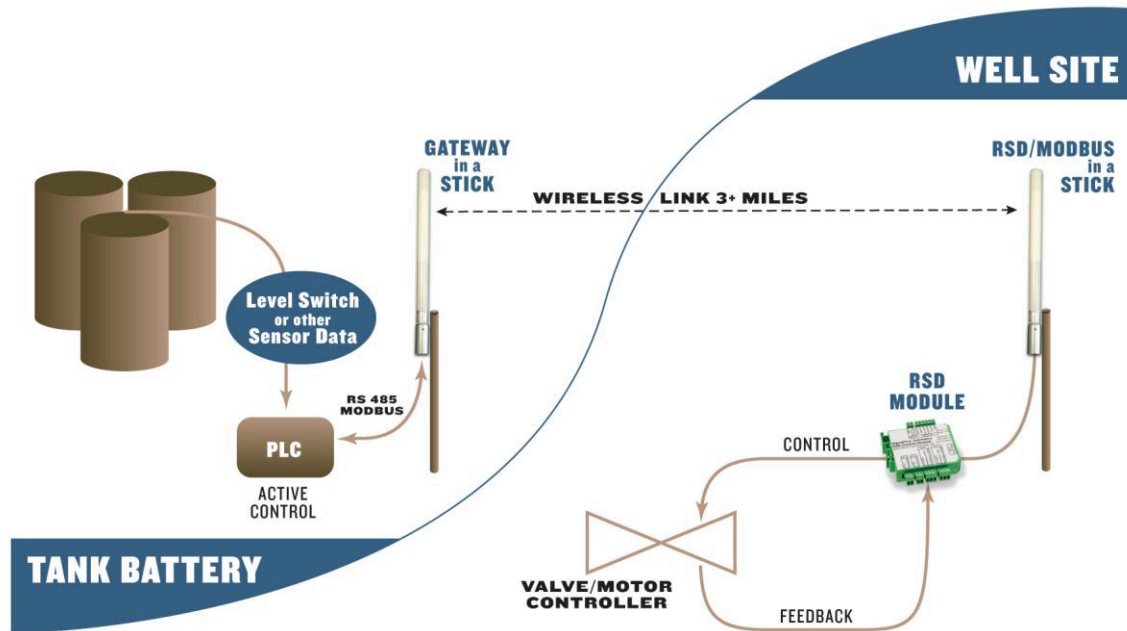 WELL SITE
GATEWAY
in a
STICK
RSD/MODBUS
in a
STICK
WIRELESS LINK 3+ MILES
Level Switch
or other
Sensor Data
RS 485
MODBUS
PLC
ACTIVE
CONTROL
RSD
MODULE
CONTROL
VALVE/MOTOR
CONTROLLER
FEEDBACK
TANK BATTERY